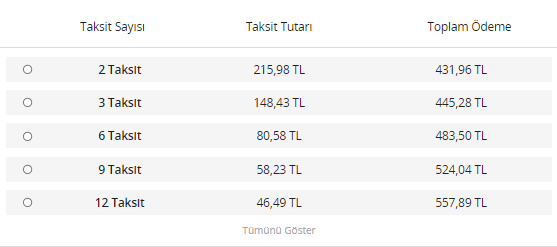 Taksit Sayısı Taksit Tutarı Toplam Ödeme
2 Taksit 215,98 TL 431,96 TL
3 Taksit 148,43 TL 445,28 TL
6 Taksit 80,58 TL 483,50 TL
9 Taksit 58,23 TL 524,04 TL
12 Taksit 46,49 TL 557,89 TL
Tümünü Göster